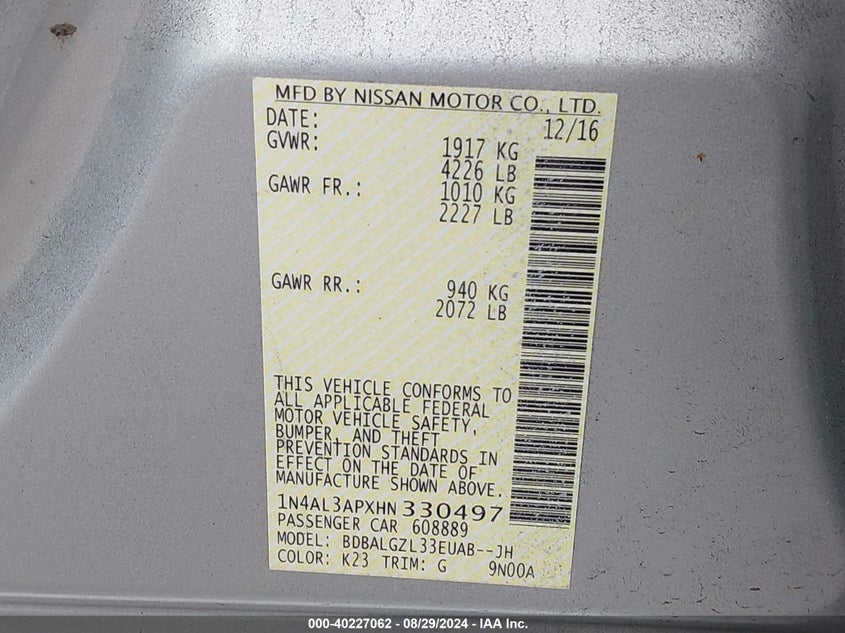 MFD BY NISSAN MOTOR CO., LTD.
DATE: 12/16
GVWR: 1917 KG
4226 LB
GAWR FR.: 1010 KG
2227 LB
GAWR RR.: 940 KG
2072 LB
THIS VEHICLE CONFORMS TO
ALL APPLICABLE FEDERAL
MOTOR VEHICLE SAFETY,
BUMPER, AND THEFT
PREVENTION STANDARDS IN
EFFECT ON THE DATE OF
MANUFACTURE SHOWN ABOVE.
1N4AL3APXHN 330497
PASSENGER CAR 608889
MODEL: BDBALGZL33EUAB--JH
COLOR: K23 TRIM: G 9N00A
000-40227062 - 08/29/2024 - IAA Inc.